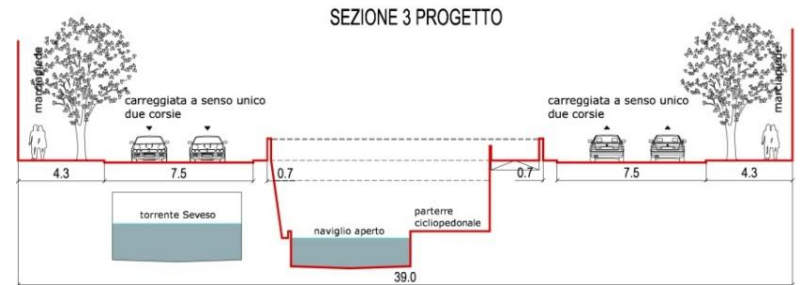 SEZIONE 3 PROGETTO
marciapiede
carreggiata a senso unico
due corsie
carreggiata a senso unico
due corsie
marciapiede
4.3
7.5
0.7
0.7
7.5
4.3
torrente Seveso
naviglio aperto
parterre
ciclipedonale
39.0